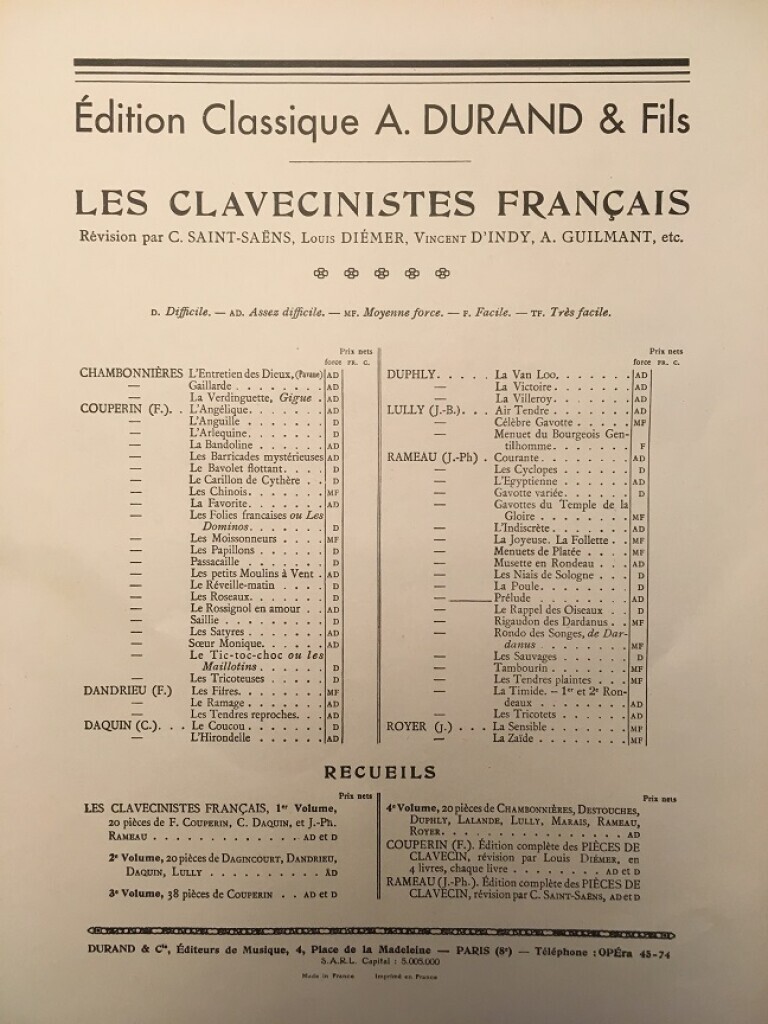 Édition Classique A. DURAND & Fils
LES CLAVECINISTES FRANÇAIS
Révision par C. SAINT-SAËNS, Louis DIÉMER, Vincent D'INDY, A. GUILMANT, etc.
D. Difficile. — AD. Assez difficile. — MF. Moyenne force. — F. Facile. — TF. Très facile.
Prix nets
force FR. C.
CHAMBONNIÈRES L'Entretien des Dieux, (Pavane) AD
— Gaillarde . . . . . . . . AD
— La Verdinguette, Gigue . AD
COUPERIN (F.). . L'Angélique. . . . . . . AD
— L'Anguille . . . . . . . D
— L'Arlequine. . . . . . . D
— La Bandoline . . . . . . AD
— Les Barricades mystérieuses AD
— Le Bavolet flottant. . . . D
— Le Carillon de Cythère . . D
— Les Chinois. . . . . . . MF
— La Favorite. . . . . . . AD
— Les Folies francaises ou Les
Dominos. . . . . . . D
— Les Moissonneurs . . . . MF
— Les Papillons . . . . . . D
— Passacaille . . . . . . . D
— Les petits Moulins à Vent . AD
— Le Réveille-matin . . . . D
— Les Roseaux. . . . . . . D
— Le Rossignol en amour . . AD
— Saillie . . . . . . . . . D
— Les Satyres . . . . . . . AD
— Sœur Monique. . . . . . AD
— Le Tic-toc-choc ou les
Maillotins. . . . . . D
— Les Tricoteuses . . . . . D
DANDRIEU (F.) Les Fifres. . . . . . . . MF
— Le Ramage. . . . . . . . AD
— Les Tendres reproches. . . AD
DAQUIN (C.). . . Le Coucou . . . . . . . D
— L'Hirondelle . . . . . . AD
Prix nets
force FR. C.
DUPHLY. . . . . La Van Loo. . . . . . . AD
— La Victoire. . . . . . . AD
— La Villeroy. . . . . . . AD
LULLY (J.-B.). . . Air Tendre . . . . . . . AD
— Célèbre Gavotte . . . . . MF
— Menuet du Bourgeois Gen-
tilhomme. . . . . . . F
RAMEAU (J.-Ph) . Courante. . . . . . . . AD
— Les Cyclopes . . . . . . D
— L'Egyptienne . . . . . . AD
— Gavotte variée. . . . . . D
— Gavottes du Temple de la
Gloire . . . . . . . . MF
— L'Indiscrète. . . . . . . AD
— La Joyeuse. La Follette . . MF
— Menuets de Platée . . . . MF
— Musette en Rondeau . . . AD
— Les Niais de Sologne . . . D
— La Poule. . . . . . . . D
— Prélude . . . . . . . . AD
— Le Rappel des Oiseaux . . D
— Rigaudon des Dardanus . . MF
— Rondo des Songes, de Dar-
danus . . . . . . . . MF
— Les Sauvages . . . . . . D
— Tambourin . . . . . . . MF
— Les Tendres plaintes . . . MF
— La Timide. — 1er et 2e Ron-
deaux . . . . . . . . AD
— Les Tricotets . . . . . . AD
ROYER (J.) . . . La Sensible . . . . . . . MF
— La Zaïde. . . . . . . . MF
RECUEILS
Prix nets
LES CLAVECINISTES FRANÇAIS, 1er Volume,
20 pièces de F. Couperin, C. Daquin, et J.-Ph.
Rameau . . . . . . . . . . . . . AD et D
2e Volume, 20 pièces de Dagincourt, Dandrieu,
Daquin, Lully . . . . . . . . . . AD
3e Volume, 38 pièces de Couperin . . AD et D
Prix nets
4e Volume, 20 pièces de Chambonnières, Destouches,
Duphly, Lalande, Lully, Marais, Rameau,
Royer. . . . . . . . . . . . . . . . AD
COUPERIN (F.). Édition complète des PIÈCES DE
CLAVECIN, révision par Louis Diémer, en
4 livres, chaque livre . . . . . . . . AD et D
RAMEAU (J.-Ph.). Édition complète des PIÈCES DE
CLAVECIN, révision par C. Saint-Saëns, AD et D
DURAND & Cie, Éditeurs de Musique, 4, Place de la Madeleine — PARIS (8e) — Téléphone : OPÉra 45-74
S.A.R.L. Capital : 5.005.000
Made in France Imprimé en France